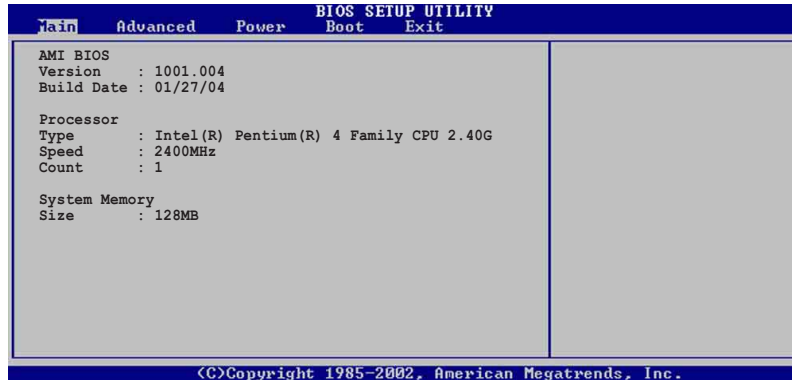 BIOS SETUP UTILITY
Main Advanced Power Boot Exit
AMI BIOS
Version : 1001.004
Build Date : 01/27/04
Processor
Type : Intel(R) Pentium(R) 4 Family CPU 2.40G
Speed : 2400MHz
Count : 1
System Memory
Size : 128MB
(C)Copyright 1985-2002, American Megatrends, Inc.